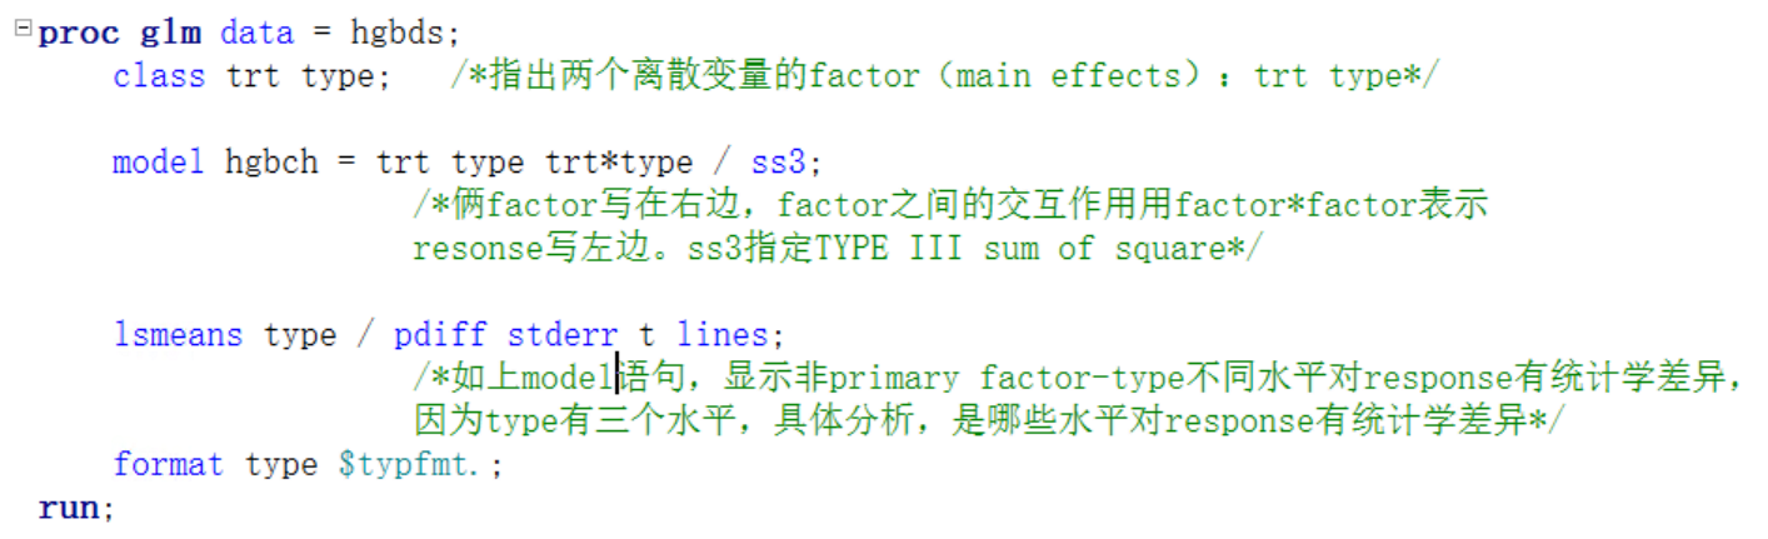 proc glm data = hgbds;
class trt type; /*指出两个离散变量的factor（main effects）：trt type*/
model hgbch = trt type trt*type / ss3;
/*俩factor写在右边，factor之间的交互作用用factor*factor表示
resonse写左边。ss3指定TYPE III sum of square*/
lsmeans type / pdiff stderr t lines;
/*如上model语句，显示非primary factor-type不同水平对response有统计学差异，
因为type有三个水平，具体分析，是哪些水平对response有统计学差异*/
format type $typfmt.;
run;